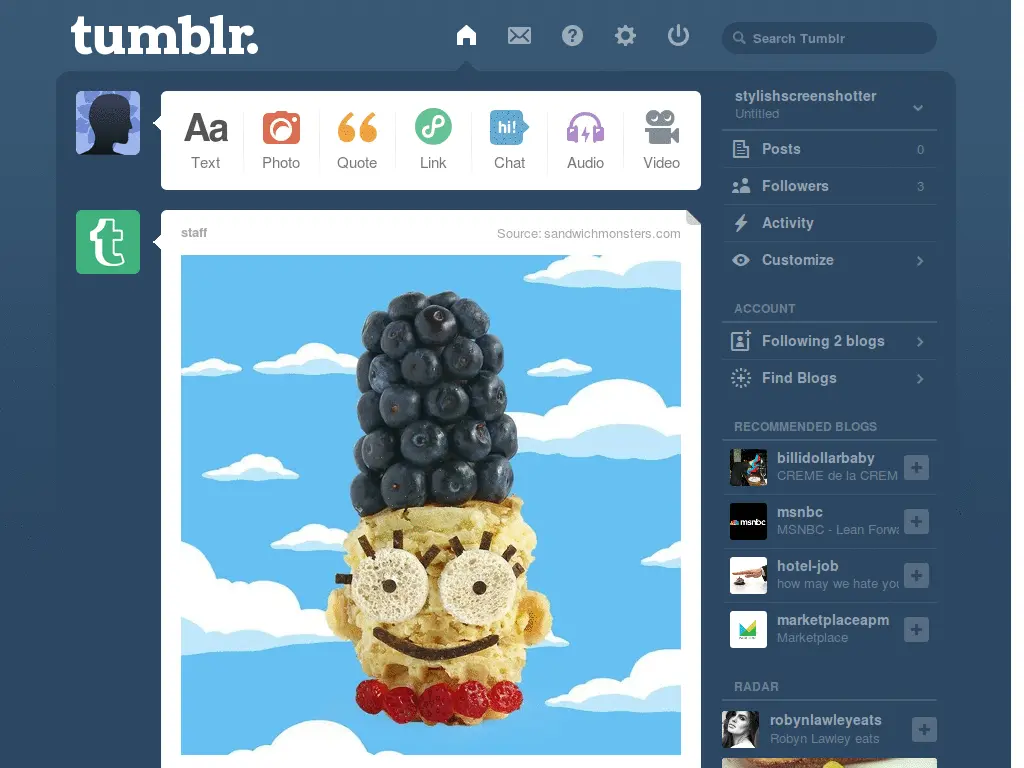 tumblr.
Search Tumblr
Aa
Text
Photo
Quote
Link
hi!
Chat
Audio
Video
staff
Source: sandwichmonsters.com
stylishscreenshotter
Untitled
Posts 0
Followers 3
Activity
Customize
ACCOUNT
Following 2 blogs
Find Blogs
RECOMMENDED BLOGS
billidollarbaby
CREME de la CREM
msnbc
msnbc
MSNBC - Lean Forwa
hotel-job
how may we hate you
marketplaceapm
Marketplace
RADAR
robynlawleyeats
Robyn Lawley eats